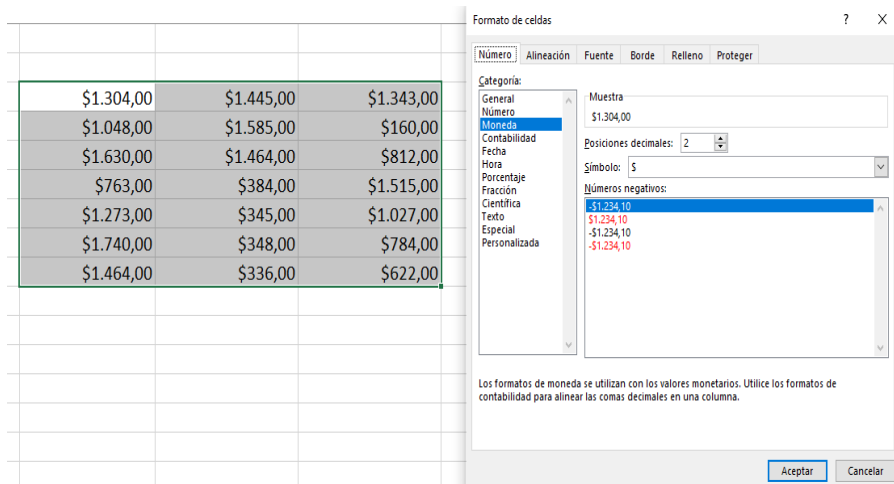 Formato de celdas ? X
Número Alineación Fuente Borde Relleno Proteger
Categoría:
General
Número
Moneda
Contabilidad
Fecha
Hora
Porcentaje
Fracción
Científica
Texto
Especial
Personalizada
Muestra
$1.304,00
Posiciones decimales: 2
Símbolo: $
Números negativos:
-$1.234,10
$1.234,10
-$1.234,10
-$1.234,10
Los formatos de moneda se utilizan con los valores monetarios. Utilice los formatos de
contabilidad para alinear las comas decimales en una columna.
Aceptar Cancelar
$1.304,00 $1.445,00 $1.343,00
$1.048,00 $1.585,00 $160,00
$1.630,00 $1.464,00 $812,00
$763,00 $384,00 $1.515,00
$1.273,00 $345,00 $1.027,00
$1.740,00 $348,00 $784,00
$1.464,00 $336,00 $622,00